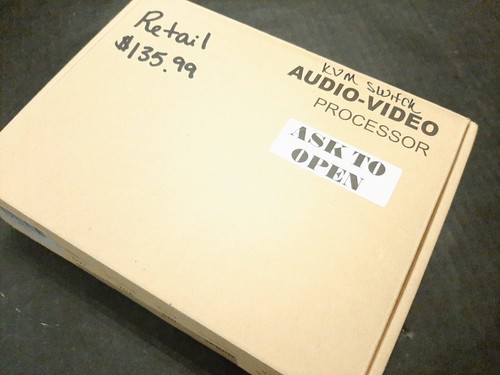 Retail
$135.99
KVM Switch
AUDIO-VIDEO
PROCESSOR
ASK TO
OPEN